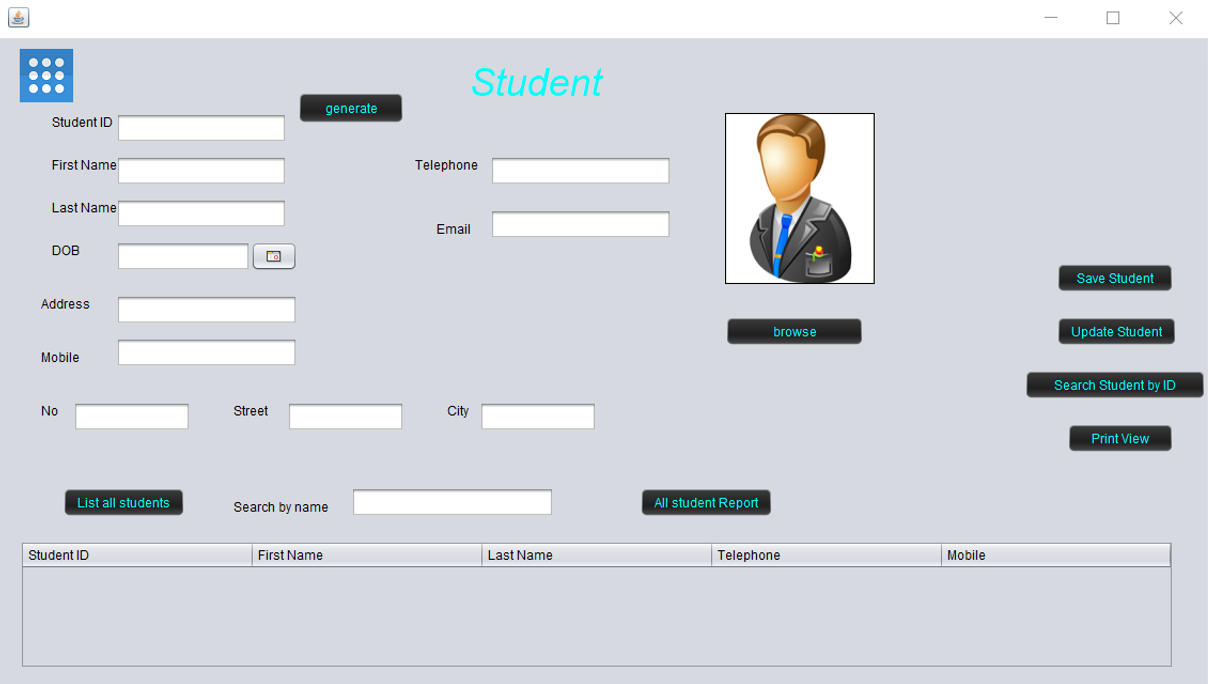 Student
generate
Student ID
First Name
Telephone
Last Name
Email
DOB
Save Student
Address
browse
Update Student
Mobile
Search Student by ID
No
Street
City
Print View
List all students
Search by name
All student Report
Student ID First Name Last Name Telephone Mobile